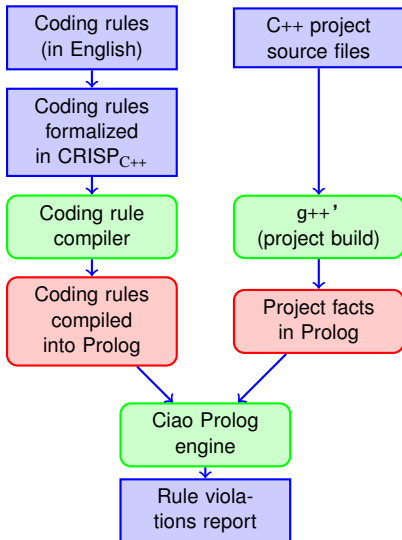 Coding rules
(in English)
C++ project
source files
Coding rules
formalized
in CRISP_C++
Coding rule
compiler
g++’
(project build)
Coding rules
compiled
into Prolog
Project facts
in Prolog
Ciao Prolog
engine
Rule viola-
tions report